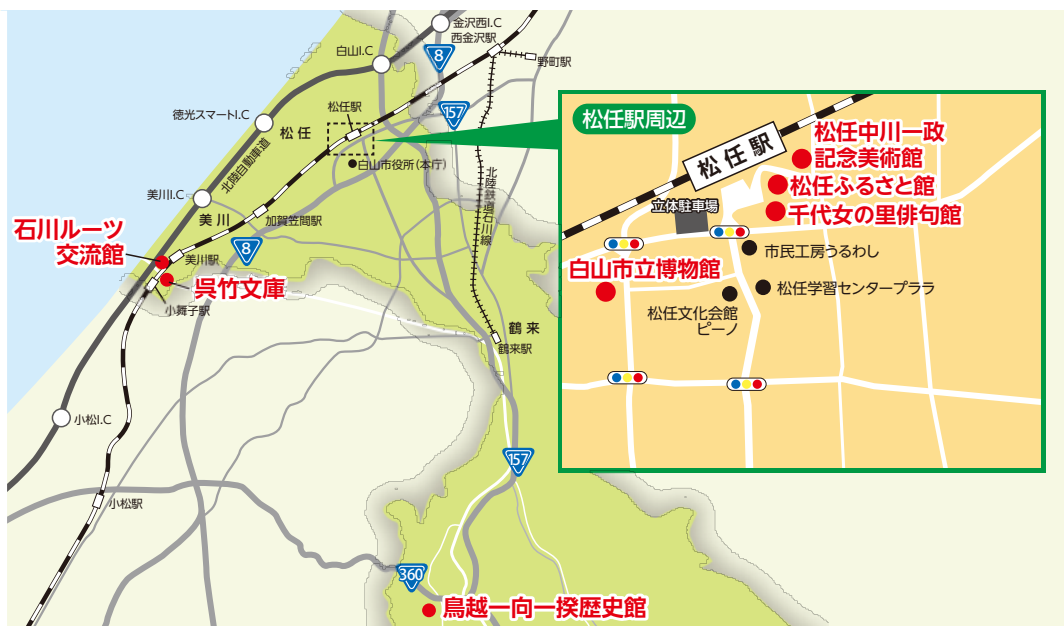 金沢西I.C
西金沢駅
白山I.C
8
野町駅
徳光スマートI.C
松任駅
157
松任
北陸自動車道
白山市役所(本庁)
美川I.C
北陸鉄道石川線
美川
加賀笠間駅
石川ルーツ
交流館
8
美川駅
呉竹文庫
小舞子駅
鶴来
鶴来駅
小松I.C
157
小松駅
360
鳥越一向一揆歴史館
松任駅周辺
松任駅
松任中川一政
記念美術館
松任ふるさと館
立体駐車場
千代女の里俳句館
市民工房うるわし
白山市立博物館
松任学習センタープララ
松任文化会館
ピーノ